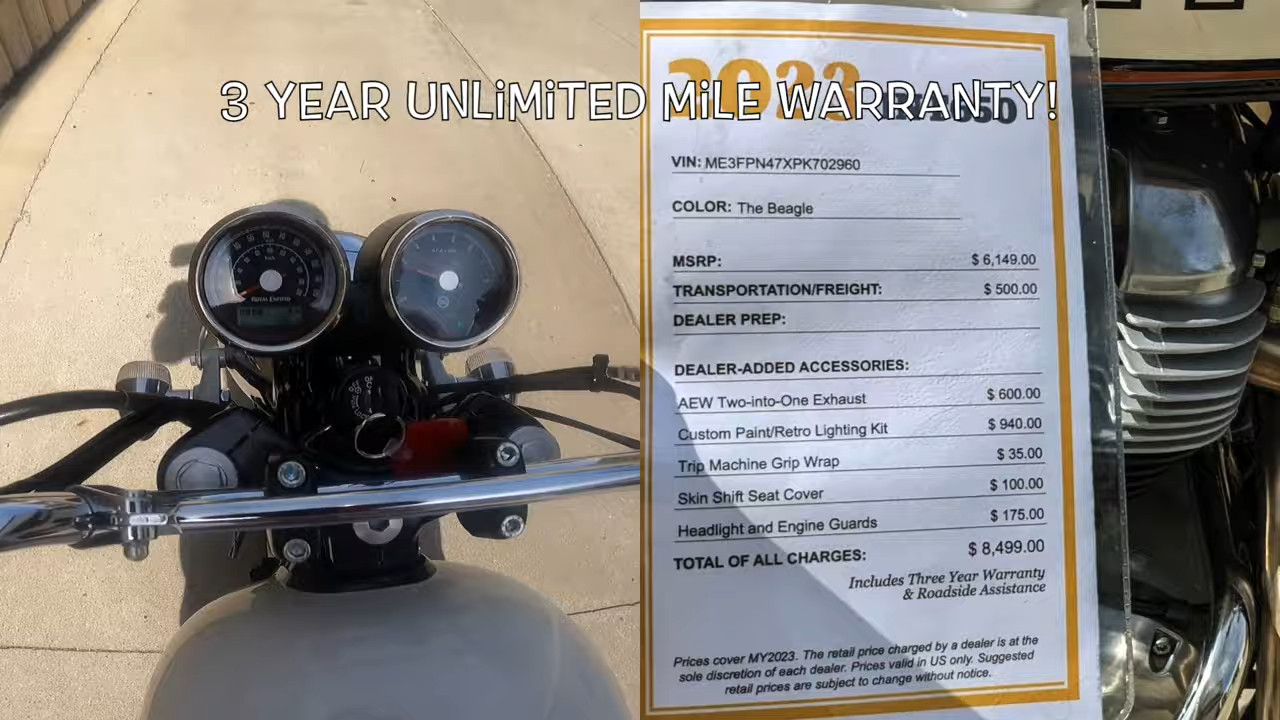 3 YEAR UNLiMiTED MiLE WARRANTY!
ROYAL ENFIELD
2023
VIN: ME3FPN47XPK702960
COLOR: The Beagle
MSRP: $ 6,149.00
TRANSPORTATION/FREIGHT: $ 500.00
DEALER PREP:
DEALER-ADDED ACCESSORIES:
AEW Two-into-One Exhaust $ 600.00
Custom Paint/Retro Lighting Kit $ 940.00
Trip Machine Grip Wrap $ 35.00
Skin Shift Seat Cover $ 100.00
Headlight and Engine Guards $ 175.00
TOTAL OF ALL CHARGES: $ 8,499.00
Includes Three Year Warranty
& Roadside Assistance
Prices cover MY2023. The retail price charged by a dealer is at the
sole discretion of each dealer. Prices valid in US only. Suggested
retail prices are subject to change without notice.